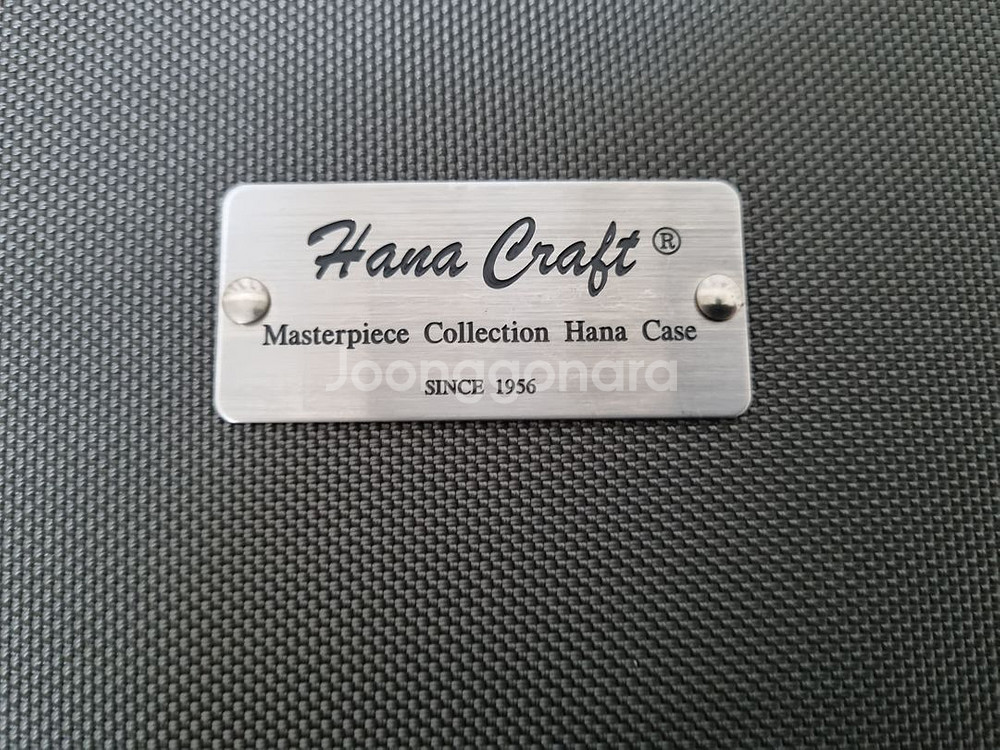 Hana Craft ®
Masterpiece Collection Hana Case
Joonggonara
SINCE 1956